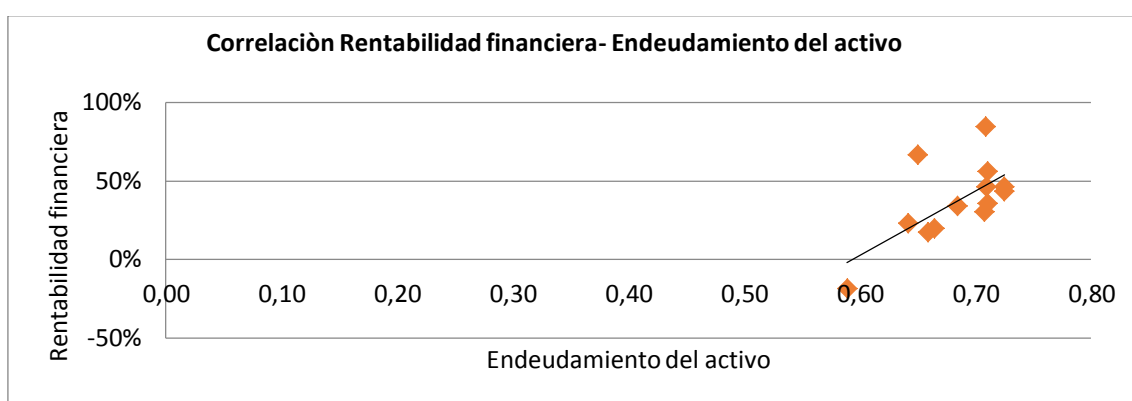 Correlaciòn Rentabilidad financiera- Endeudamiento del activo
Rentabilidad financiera
100%
50%
0%
-50%
0,00 0,10 0,20 0,30 0,40 0,50 0,60 0,70 0,80
Endeudamiento del activo